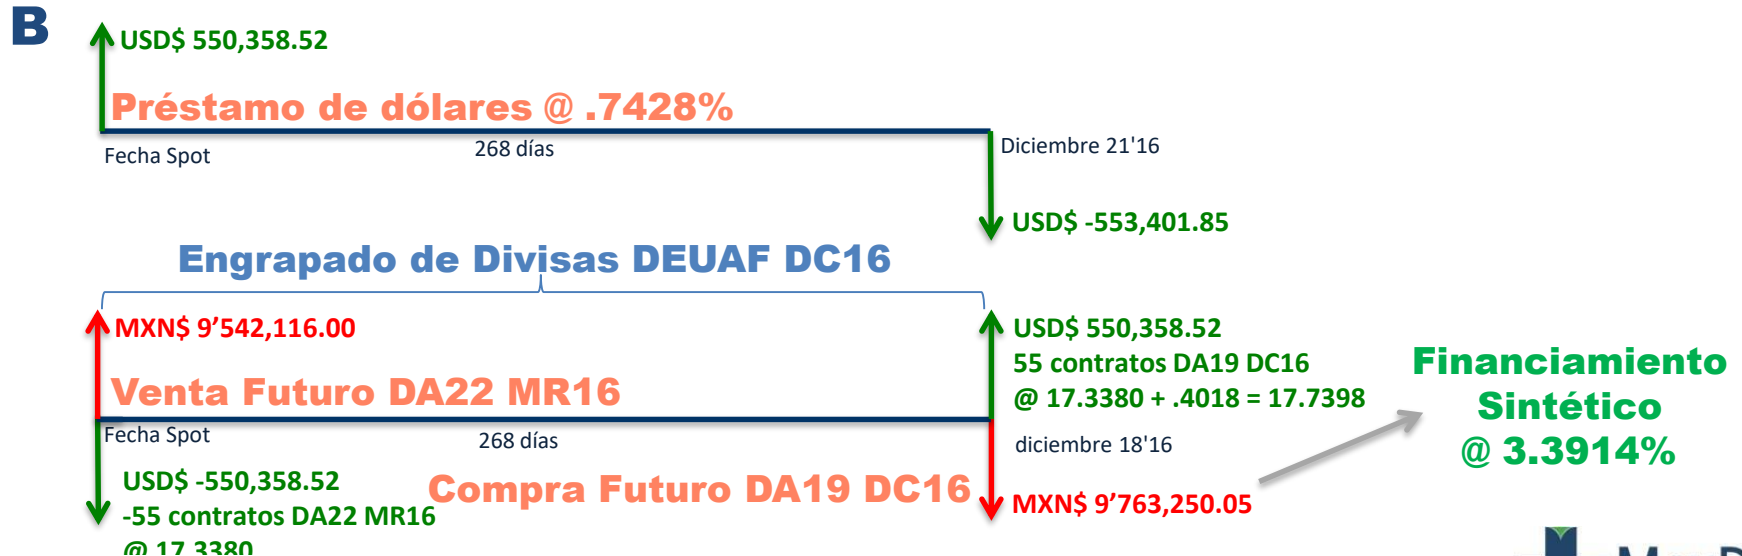 B
USD$ 550,358.52
Préstamo de dólares @ .7428%
Fecha Spot
268 días
Diciembre 21'16
USD$ -553,401.85
Engrapado de Divisas DEUAF DC16
MXN$ 9’542,116.00
USD$ 550,358.52
55 contratos DA19 DC16
@ 17.3380 + .4018 = 17.7398
Venta Futuro DA22 MR16
Financiamiento
Sintético
@ 3.3914%
Fecha Spot
268 días
diciembre 18'16
USD$ -550,358.52
-55 contratos DA22 MR16
@ 17.3380
Compra Futuro DA19 DC16
MXN$ 9’763,250.05